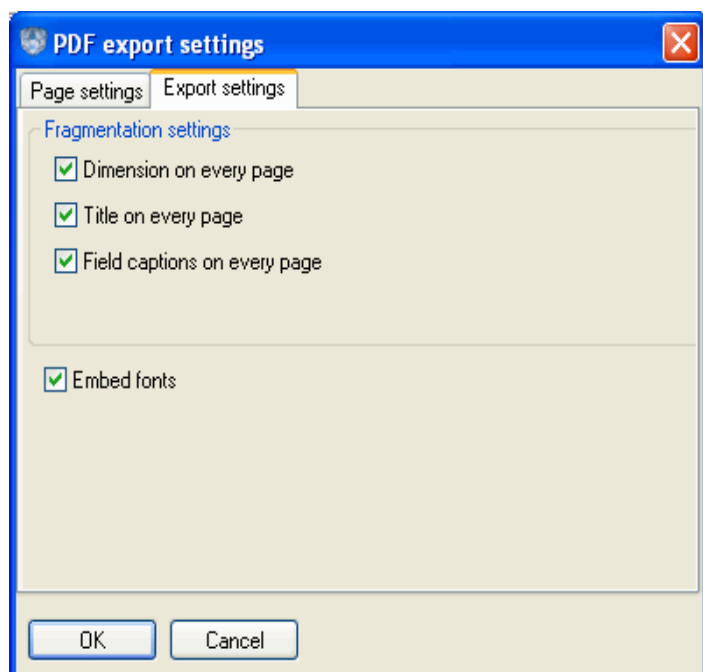 PDF export settings
Page settings Export settings
Fragmentation settings
Dimension on every page
Title on every page
Field captions on every page
Embed fonts
OK Cancel